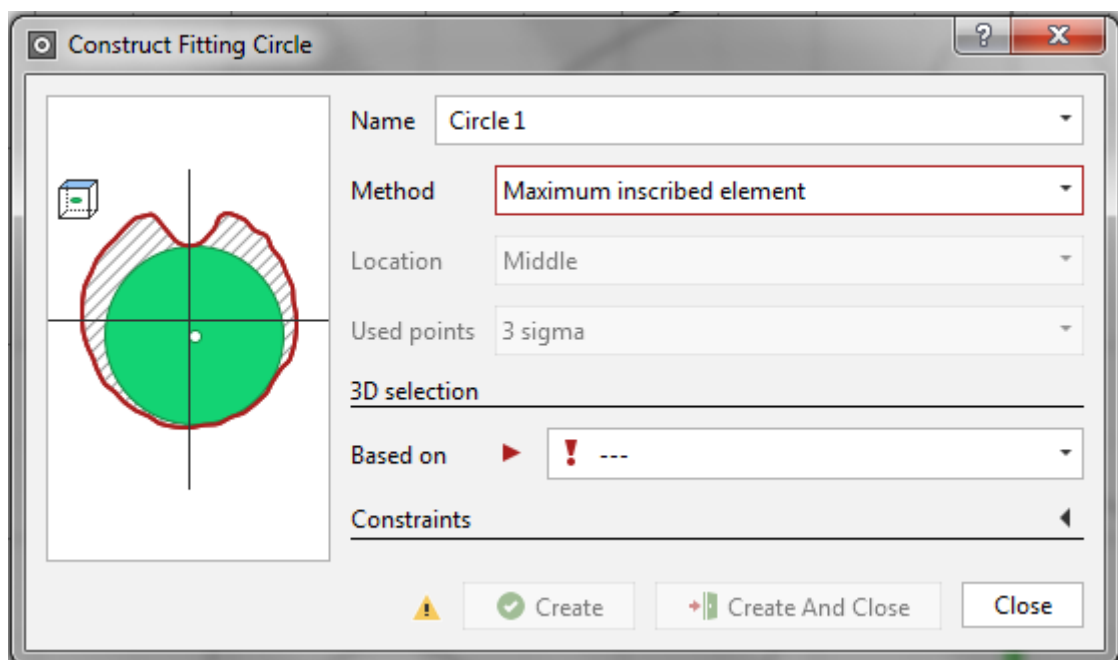 Construct Fitting Circle
Name Circle 1
Method Maximum inscribed element
Location Middle
Used points 3 sigma
3D selection
Based on ---
Constraints
Create Create And Close Close